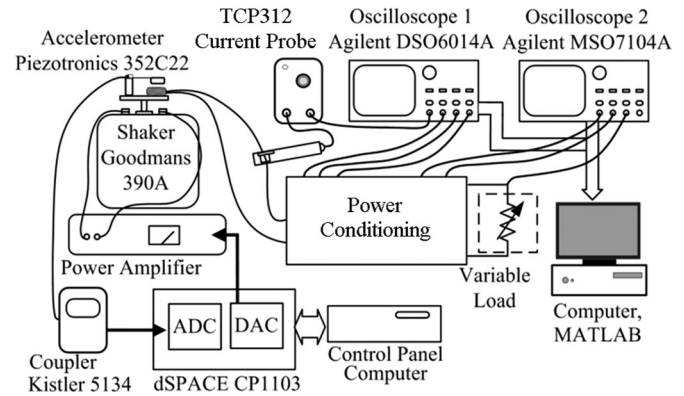 TCP312
Current Probe
Oscilloscope 1
Agilent DSO6014A
Oscilloscope 2
Agilent MSO7104A
Accelerometer
Piezotronics 352C22
Shaker
Goodmans
390A
Power
Conditioning
Power Amplifier
Variable
Load
Computer,
MATLAB
ADC
DAC
Coupler
Kistler 5134
dSPACE CP1103
Control Panel
Computer